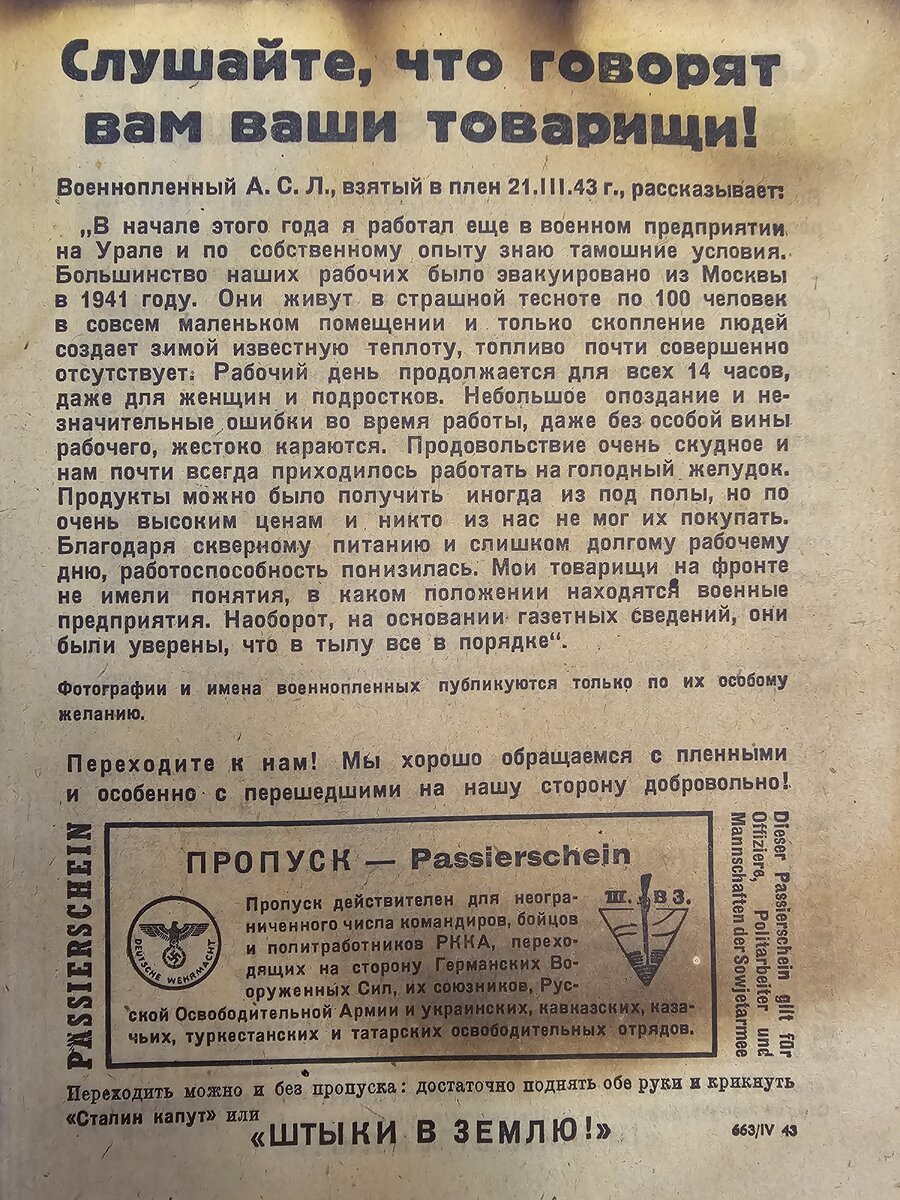 Слушайте, что говорят
вам ваши товарищи!
Военнопленный А. С. Л., взятый в плен 21.III.43 г., рассказывает:
„В начале этого года я работал еще в военном предприятии
на Урале и по собственному опыту знаю тамошние условия.
Большинство наших рабочих было эвакуировано из Москвы
в 1941 году. Они живут в страшной тесноте по 100 человек
в совсем маленьком помещении и только скопление людей
создает зимой известную теплоту, топливо почти совершенно
отсутствует. Рабочий день продолжается для всех 14 часов,
даже для женщин и подростков. Небольшое опоздание и не-
значительные ошибки во время работы, даже без особой вины
рабочего, жестоко караются. Продовольствие очень скудное и
нам почти всегда приходилось работать на голодный желудок.
Продукты можно было получить иногда из под полы, но по
очень высоким ценам и никто из нас не мог их покупать.
Благодаря скверному питанию и слишком долгому рабочему
дню, работоспособность понизилась. Мои товарищи на фронте
не имели понятия, в каком положении находятся военные
предприятия. Наоборот, на основании газетных сведений, они
были уверены, что в тылу все в порядке“.
Фотографии и имена военнопленных публикуются только по их особому
желанию.
Переходите к нам! Мы хорошо обращаемся с пленными
и особенно с перешедшими на нашу сторону добровольно!
PASSIERSCHEIN
ПРОПУСК — Passierschein
DEUTSCHE WEHRMACHT
Пропуск действителен для неогра-
ниченного числа командиров, бойцов
и политработников РККА, перехо-
дящих на сторону Германских Во-
оруженных Сил, их союзников, Рус-
ской Освободительной Армии и украинских, кавказских, каза-
чьих, туркестанских и татарских освободительных отрядов.
Ш. В З.
Dieser Passierschein gilt für
Offiziere, Politarbeiter und
Mannschaften der Sowjetarmee
Переходить можно и без пропуска: достаточно поднять обе руки и крикнуть
«Сталин капут» или
«ШТЫКИ В ЗЕМЛЮ!»
663/IV 43